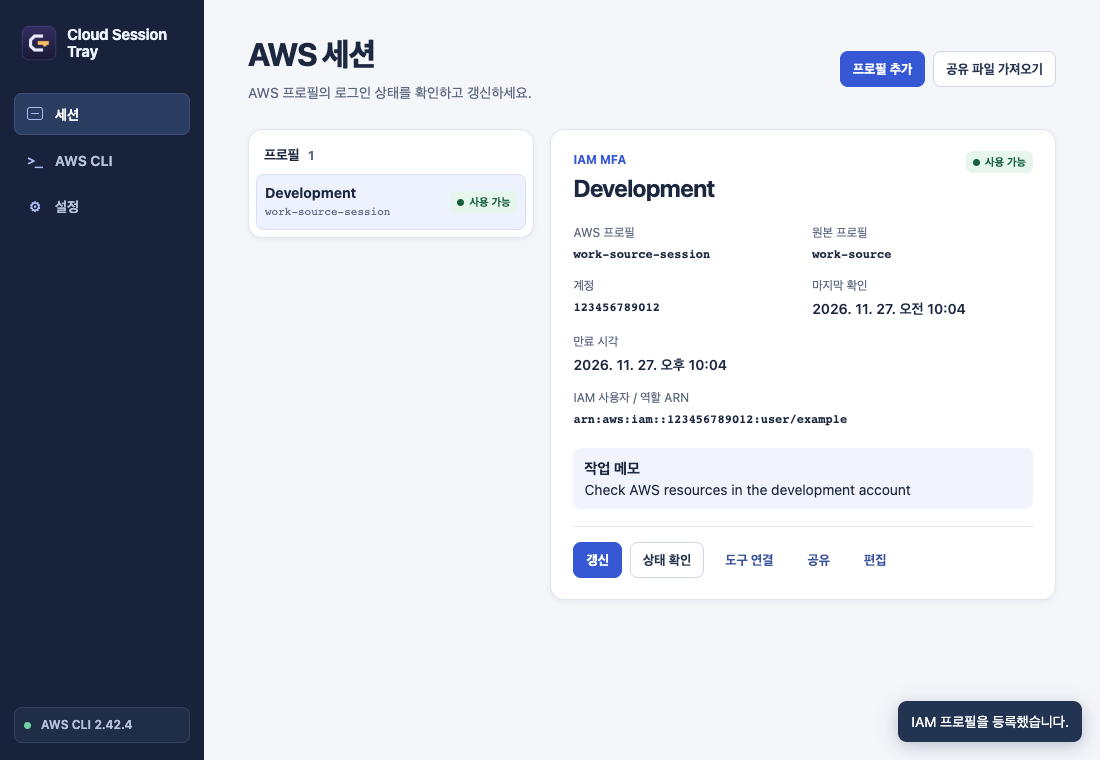 Cloud Session
Tray
세션
>_ AWS CLI
설정
AWS CLI 2.42.4
AWS 세션
AWS 프로필의 로그인 상태를 확인하고 갱신하세요.
프로필 추가
공유 파일 가져오기
프로필 1
Development
work-source-session
사용 가능
IAM MFA
사용 가능
Development
AWS 프로필
work-source-session
원본 프로필
work-source
계정
123456789012
마지막 확인
2026. 11. 27. 오전 10:04
만료 시각
2026. 11. 27. 오후 10:04
IAM 사용자 / 역할 ARN
arn:aws:iam::123456789012:user/example
작업 메모
Check AWS resources in the development account
갱신
상태 확인
도구 연결
공유
편집
IAM 프로필을 등록했습니다.